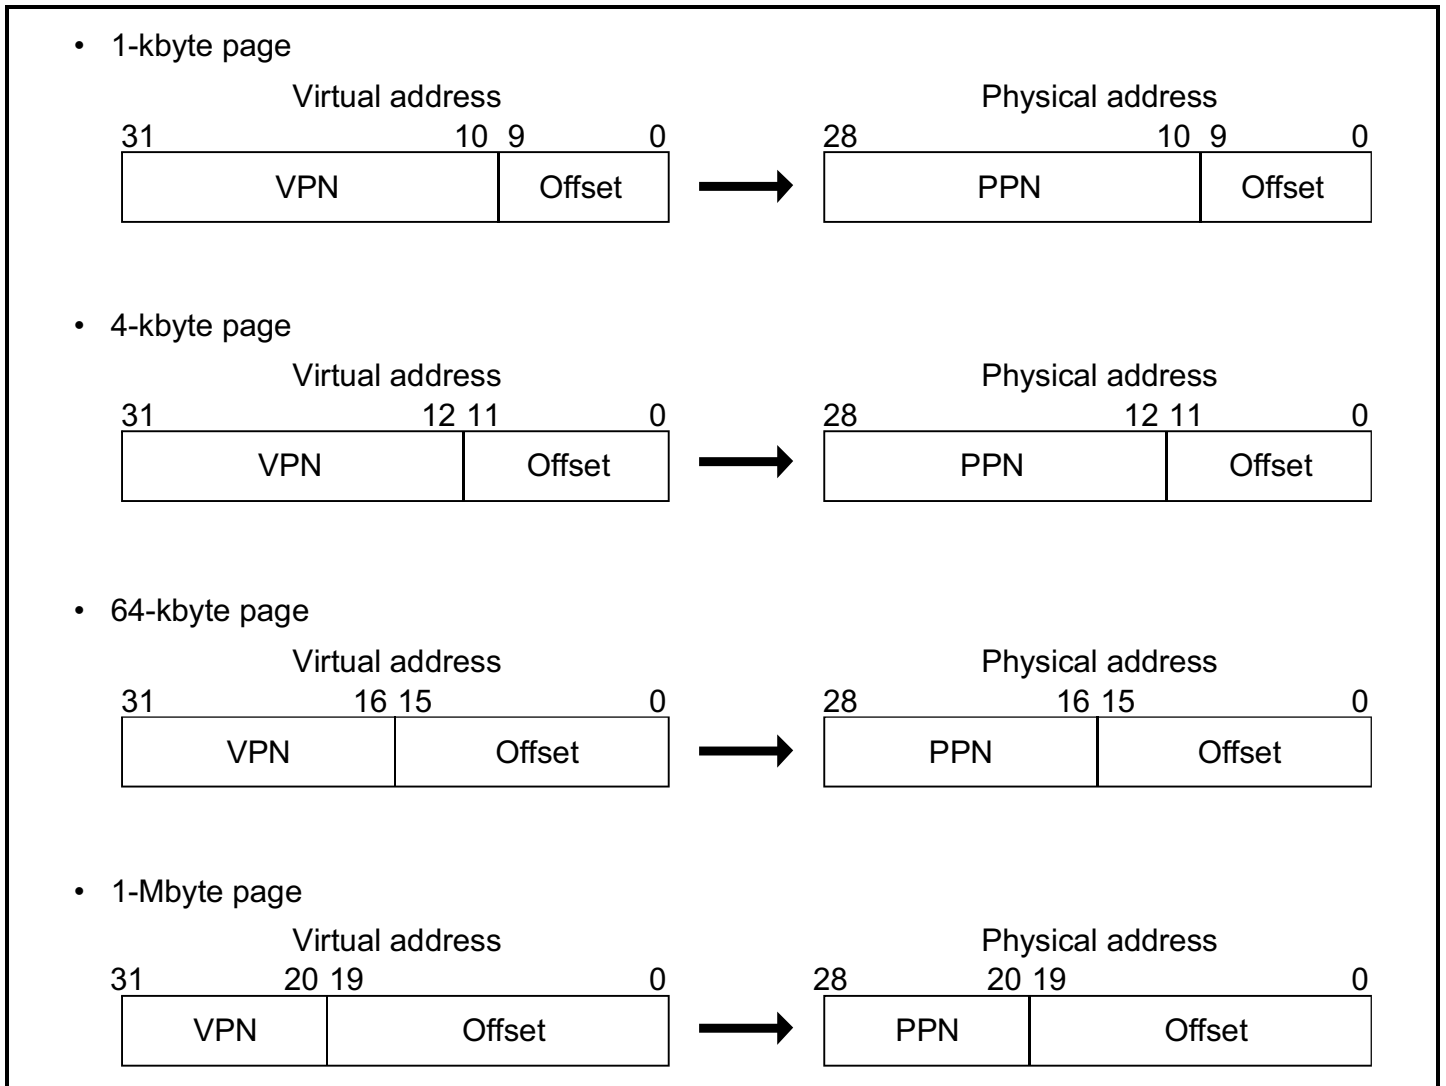 • 1-kbyte page
Virtual address Physical address
31 10 9 0 28 10 9 0
VPN Offset PPN Offset
• 4-kbyte page
Virtual address Physical address
31 12 11 0 28 12 11 0
VPN Offset PPN Offset
• 64-kbyte page
Virtual address Physical address
31 16 15 0 28 16 15 0
VPN Offset PPN Offset
• 1-Mbyte page
Virtual address Physical address
31 20 19 0 28 20 19 0
VPN Offset PPN Offset